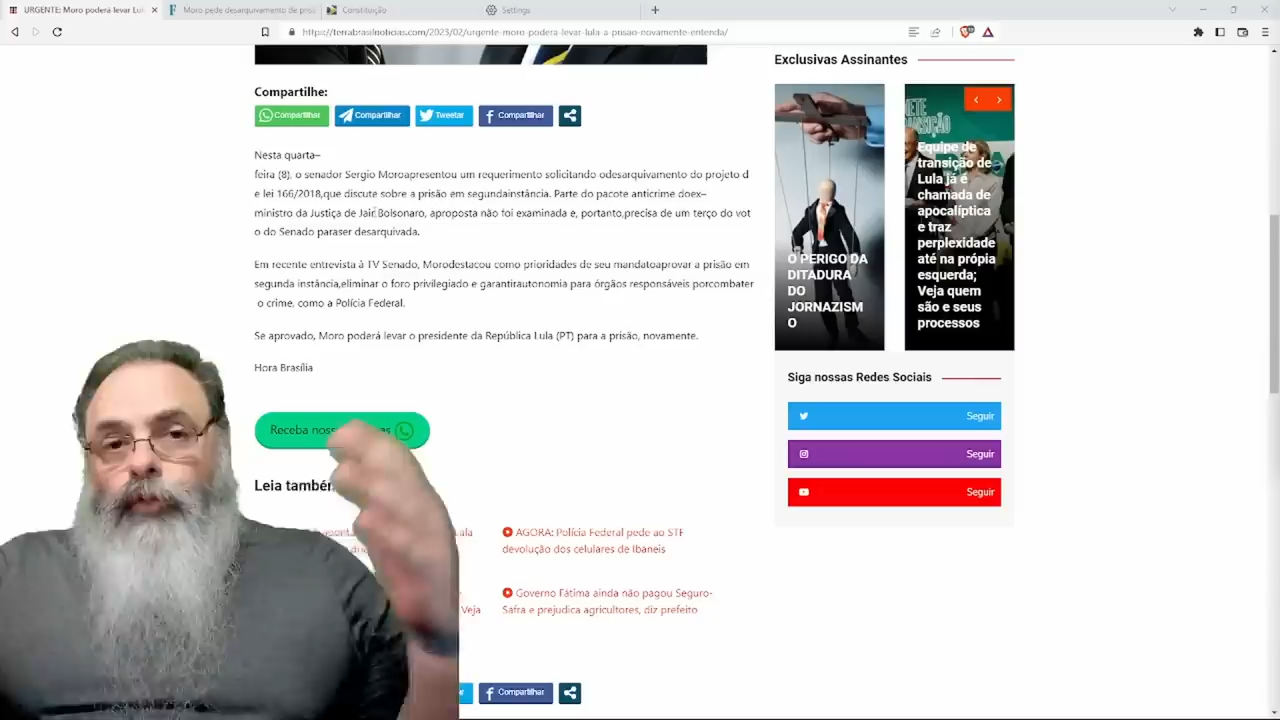 URGENTE: Moro poderá levar Lul
Moro pede desarquivamento de pris
Constituição
Settings
https://terrabrasilnoticias.com/2023/02/urgente-moro-podera-levar-lula-a-prisao-novamente-entenda/
Compartilhe:
Compartilhar
Compartilhar
Tweetar
Compartilhar
Nesta quarta–
feira (8), o senador Sergio Moroapresentou um requerimento solicitando odesarquivamento do projeto d
e lei 166/2018,que discute sobre a prisão em segundainstância. Parte do pacote anticrime doex–
ministro da Justiça de Jair Bolsonaro, aproposta não foi examinada e, portanto,precisa de um terço do vot
o do Senado paraser desarquivada.
Em recente entrevista à TV Senado, Morodestacou como prioridades de seu mandatoaprovar a prisão em
segunda instância,eliminar o foro privilegiado e garantirautonomia para órgãos responsáveis porcombater
o crime, como a Polícia Federal.
Se aprovado, Moro poderá levar o presidente da República Lula (PT) para a prisão, novamente.
Hora Brasília
Receba noss
Leia també
AGORA: Polícia Federal pede ao STF
devolução dos celulares de Ibaneis
Governo Fátima ainda não pagou Seguro-
Veja
Safra e prejudica agricultores, diz prefeito
Compartilhar
Exclusivas Assinantes
O PERIGO DA
DITADURA
DO
JORNAZISM
O
Equipe de
transição de
Lula já é
chamada de
apocalíptica
e traz
perplexidade
até na própia
esquerda;
Veja quem
são e seus
processos
Siga nossas Redes Sociais
Seguir
Seguir
Seguir